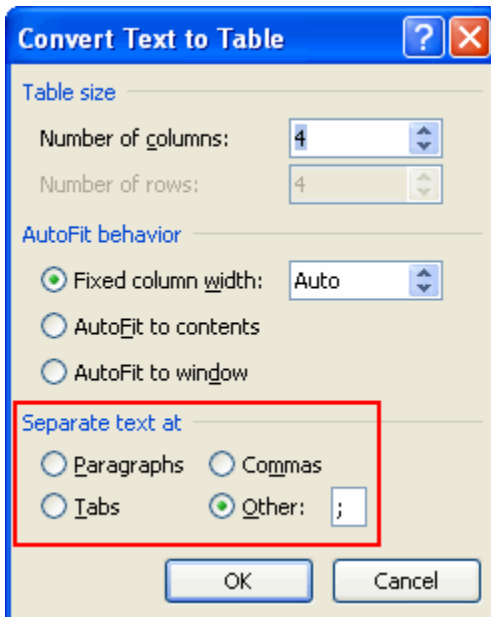 Convert Text to Table ?
Table size
Number of columns: 4
Number of rows: 4
AutoFit behavior
Fixed column width: Auto
AutoFit to contents
AutoFit to window
Separate text at
Paragraphs Commas
Tabs Other: ;
OK Cancel